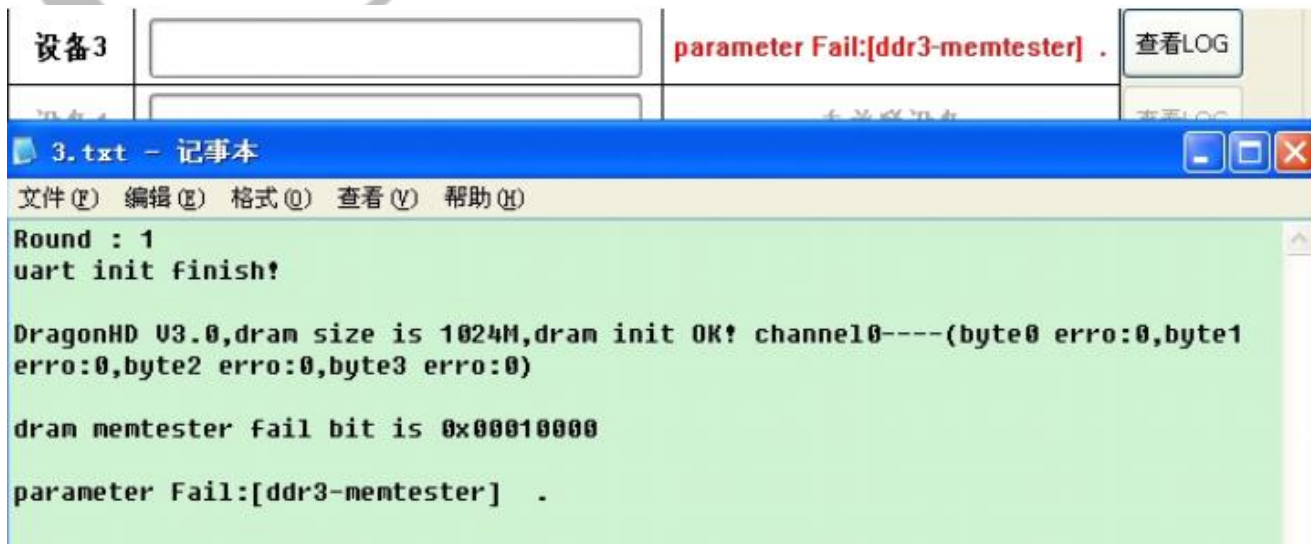 设备3
parameter Fail:[ddr3-memtester] .
查看LOG
3.txt - 记事本
文件(F) 编辑(E) 格式(O) 查看(V) 帮助(H)
Round : 1
uart init finish!
DragonHD V3.0,dram size is 1024M,dram init OK! channel0----(byte0 erro:0,byte1
erro:0,byte2 erro:0,byte3 erro:0)
dram memtester fail bit is 0x00010000
parameter Fail:[ddr3-memtester] .